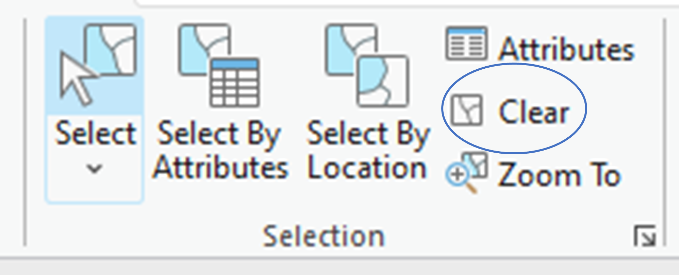 Select
Select By
Attributes
Select By
Location
Attributes
Clear
Zoom To
Selection